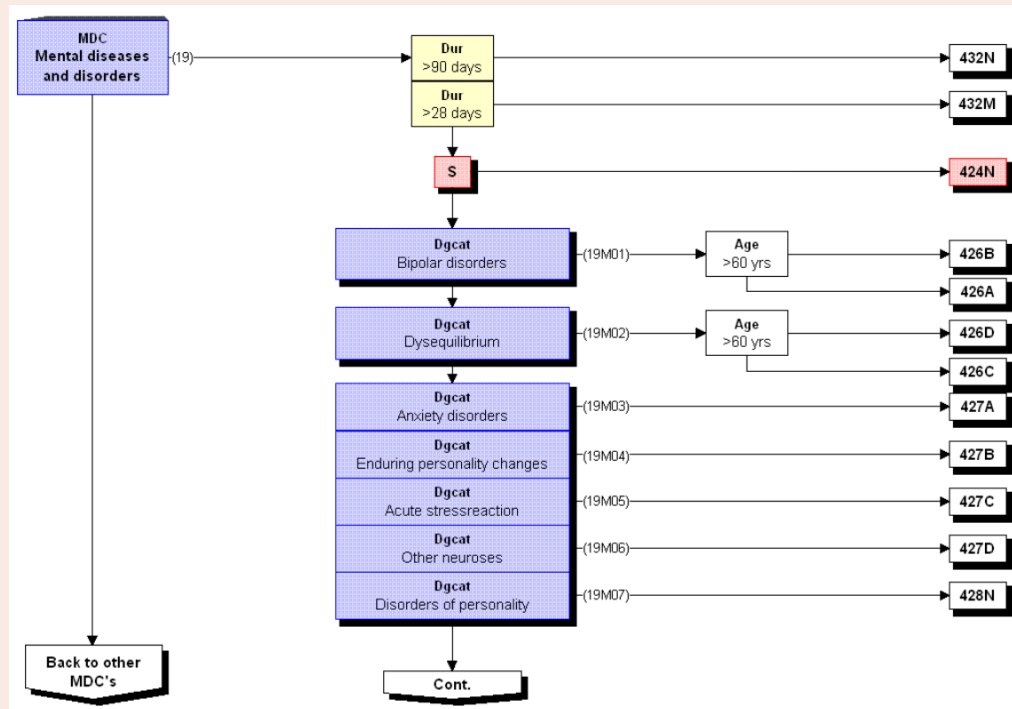 MDC
Mental diseases
and disorders
(19)
Dur
>90 days
432N
Dur
>28 days
432M
S
424N
Dgcat
Bipolar disorders
(19M01)
Age
>60 yrs
426B
426A
Dgcat
Dysequilibrium
(19M02)
Age
>60 yrs
426D
426C
Dgcat
Anxiety disorders
(19M03)
427A
Dgcat
Enduring personality changes
(19M04)
427B
Dgcat
Acute stressreaction
(19M05)
427C
Dgcat
Other neuroses
(19M06)
427D
Dgcat
Disorders of personality
(19M07)
428N
Back to other
MDC's
Cont.